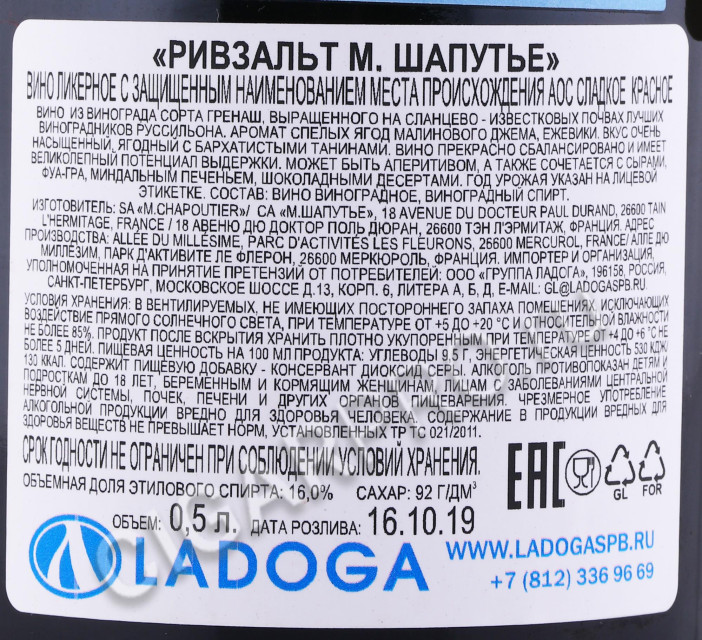 «РИВЗАЛЬТ М. ШАПУТЬЕ»
ВИНО ЛИКЕРНОЕ С ЗАЩИЩЕННЫМ НАИМЕНОВАНИЕМ МЕСТА ПРОИСХОЖДЕНИЯ АОС СЛАДКОЕ КРАСНОЕ
ВИНО ИЗ ВИНОГРАДА СОРТА ГРЕНАШ, ВЫРАЩЕННОГО НА СЛАНЦЕВО - ИЗВЕСТКОВЫХ ПОЧВАХ ЛУЧШИХ
ВИНОГРАДНИКОВ РУССИЛЬОНА. АРОМАТ СПЕЛЫХ ЯГОД МАЛИНОВОГО ДЖЕМА, ЕЖЕВИКИ. ВКУС ОЧЕНЬ
НАСЫЩЕННЫЙ, ЯГОДНЫЙ С БАРХАТИСТЫМИ ТАНИНАМИ. ВИНО ПРЕКРАСНО СБАЛАНСИРОВАНО И ИМЕЕТ
ВЕЛИКОЛЕПНЫЙ ПОТЕНЦИАЛ ВЫДЕРЖКИ. МОЖЕТ БЫТЬ АПЕРИТИВОМ, А ТАКЖЕ СОЧЕТАЕТСЯ С СЫРАМИ,
ФУА-ГРА, МИНДАЛЬНЫМ ПЕЧЕНЬЕМ, ШОКОЛАДНЫМИ ДЕСЕРТАМИ. ГОД УРОЖАЯ УКАЗАН НА ЛИЦЕВОЙ
ЭТИКЕТКЕ. СОСТАВ: ВИНО ВИНОГРАДНОЕ, ВИНОГРАДНЫЙ СПИРТ.
ИЗГОТОВИТЕЛЬ: SA «M.CHAPOUTIER»/ СА «М.ШАПУТЬЕ», 18 AVENUE DU DOCTEUR PAUL DURAND, 26600 TAIN
L'HERMITAGE, FRANCE / 18 АВЕНЮ ДЮ ДОКТОР ПОЛЬ ДЮРАН, 26600 ТЭН Л'ЭРМИТАЖ, ФРАНЦИЯ. АДРЕС
ПРОИЗВОДСТВА: ALLÉE DU MILLÉSIME, PARC D'ACTIVITÉS LES FLEURONS, 26600 MERCUROL, FRANCE/ АЛЛЕ ДЮ
МИЛЛЕЗИМ, ПАРК Д'АКТИВИТЕ ЛЕ ФЛЕРОН, 26600 МЕРКЮРОЛЬ, ФРАНЦИЯ. ИМПОРТЕР И ОРГАНИЗАЦИЯ,
УПОЛНОМОЧЕННАЯ НА ПРИНЯТИЕ ПРЕТЕНЗИЙ ОТ ПОТРЕБИТЕЛЕЙ: ООО «ГРУППА ЛАДОГА», 196158, РОССИЯ,
САНКТ-ПЕТЕРБУРГ, МОСКОВСКОЕ ШОССЕ Д.13, КОРП. 6, ЛИТЕРА А, Б, Д, E-MAIL: GL@LADOGASPB.RU
УСЛОВИЯ ХРАНЕНИЯ: В ВЕНТИЛИРУЕМЫХ, НЕ ИМЕЮЩИХ ПОСТОРОННЕГО ЗАПАХА ПОМЕЩЕНИЯХ, ИСКЛЮЧАЮЩИХ
ВОЗДЕЙСТВИЕ ПРЯМОГО СОЛНЕЧНОГО СВЕТА, ПРИ ТЕМПЕРАТУРЕ ОТ +5 ДО +20 °С И ОТНОСИТЕЛЬНОЙ ВЛАЖНОСТИ
НЕ БОЛЕЕ 85%. ПРОДУКТ ПОСЛЕ ВСКРЫТИЯ ХРАНИТЬ ПЛОТНО УКУПОРЕННЫМ ПРИ ТЕМПЕРАТУРЕ ОТ +4 ДО +6 °С НЕ
БОЛЕЕ 5 ДНЕЙ. ПИЩЕВАЯ ЦЕННОСТЬ НА 100 МЛ ПРОДУКТА: УГЛЕВОДЫ 9,5 Г. ЭНЕРГЕТИЧЕСКАЯ ЦЕННОСТЬ 530 КДЖ/
130 ККАЛ. СОДЕРЖИТ ПИЩЕВУЮ ДОБАВКУ - КОНСЕРВАНТ ДИОКСИД СЕРЫ. АЛКОГОЛЬ ПРОТИВОПОКАЗАН ДЕТЯМ И
ПОДРОСТКАМ ДО 18 ЛЕТ, БЕРЕМЕННЫМ И КОРМЯЩИМ ЖЕНЩИНАМ, ЛИЦАМ С ЗАБОЛЕВАНИЯМИ ЦЕНТРАЛЬНОЙ
НЕРВНОЙ СИСТЕМЫ, ПОЧЕК, ПЕЧЕНИ И ДРУГИХ ОРГАНОВ ПИЩЕВАРЕНИЯ. ЧРЕЗМЕРНОЕ УПОТРЕБЛЕНИЕ
АЛКОГОЛЬНОЙ ПРОДУКЦИИ ВРЕДНО ДЛЯ ЗДОРОВЬЯ ЧЕЛОВЕКА. СОДЕРЖАНИЕ В ПРОДУКЦИИ ВРЕДНЫХ ДЛЯ
ЗДОРОВЬЯ ВЕЩЕСТВ НЕ ПРЕВЫШАЕТ НОРМ, УСТАНОВЛЕННЫХ ТР ТС 021/2011.
СРОК ГОДНОСТИ НЕ ОГРАНИЧЕН ПРИ СОБЛЮДЕНИИ УСЛОВИЙ ХРАНЕНИЯ.
ОБЪЕМНАЯ ДОЛЯ ЭТИЛОВОГО СПИРТА: 16,0% САХАР: 92 Г/ДМ³
EAC GL FOR
ОБЪЕМ: 0,5 л. ДАТА РОЗЛИВА: 16.10.19
LADOGA
WWW.LADOGASPB.RU
+7 (812) 336 96 69